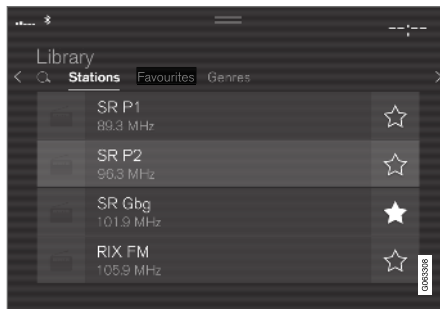 --:--
Library
Stations Favourites Genres
SR P1
89.3 MHz
SR P2
96.3 MHz
SR Gbg
101.9 MHz
RIX FM
105.9 MHz
G063308